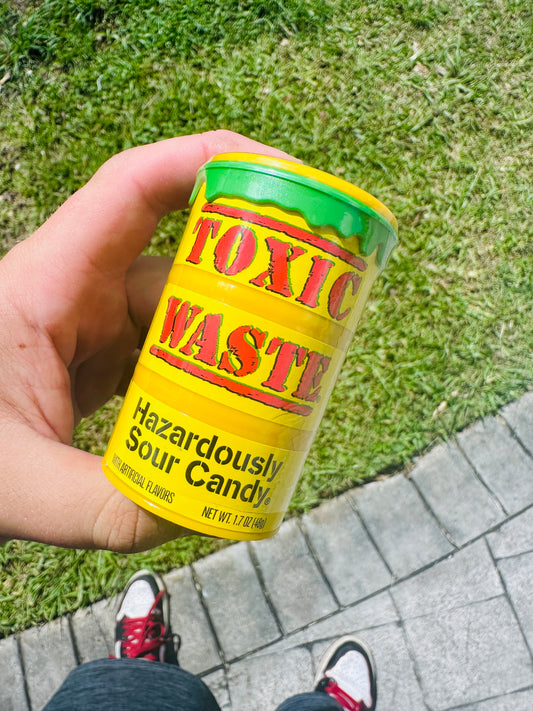 TOXIC
WASTE
Hazardously
Sour Candy®
WITH ARTIFICIAL FLAVORS
NET WT. 1.7 OZ (48g)